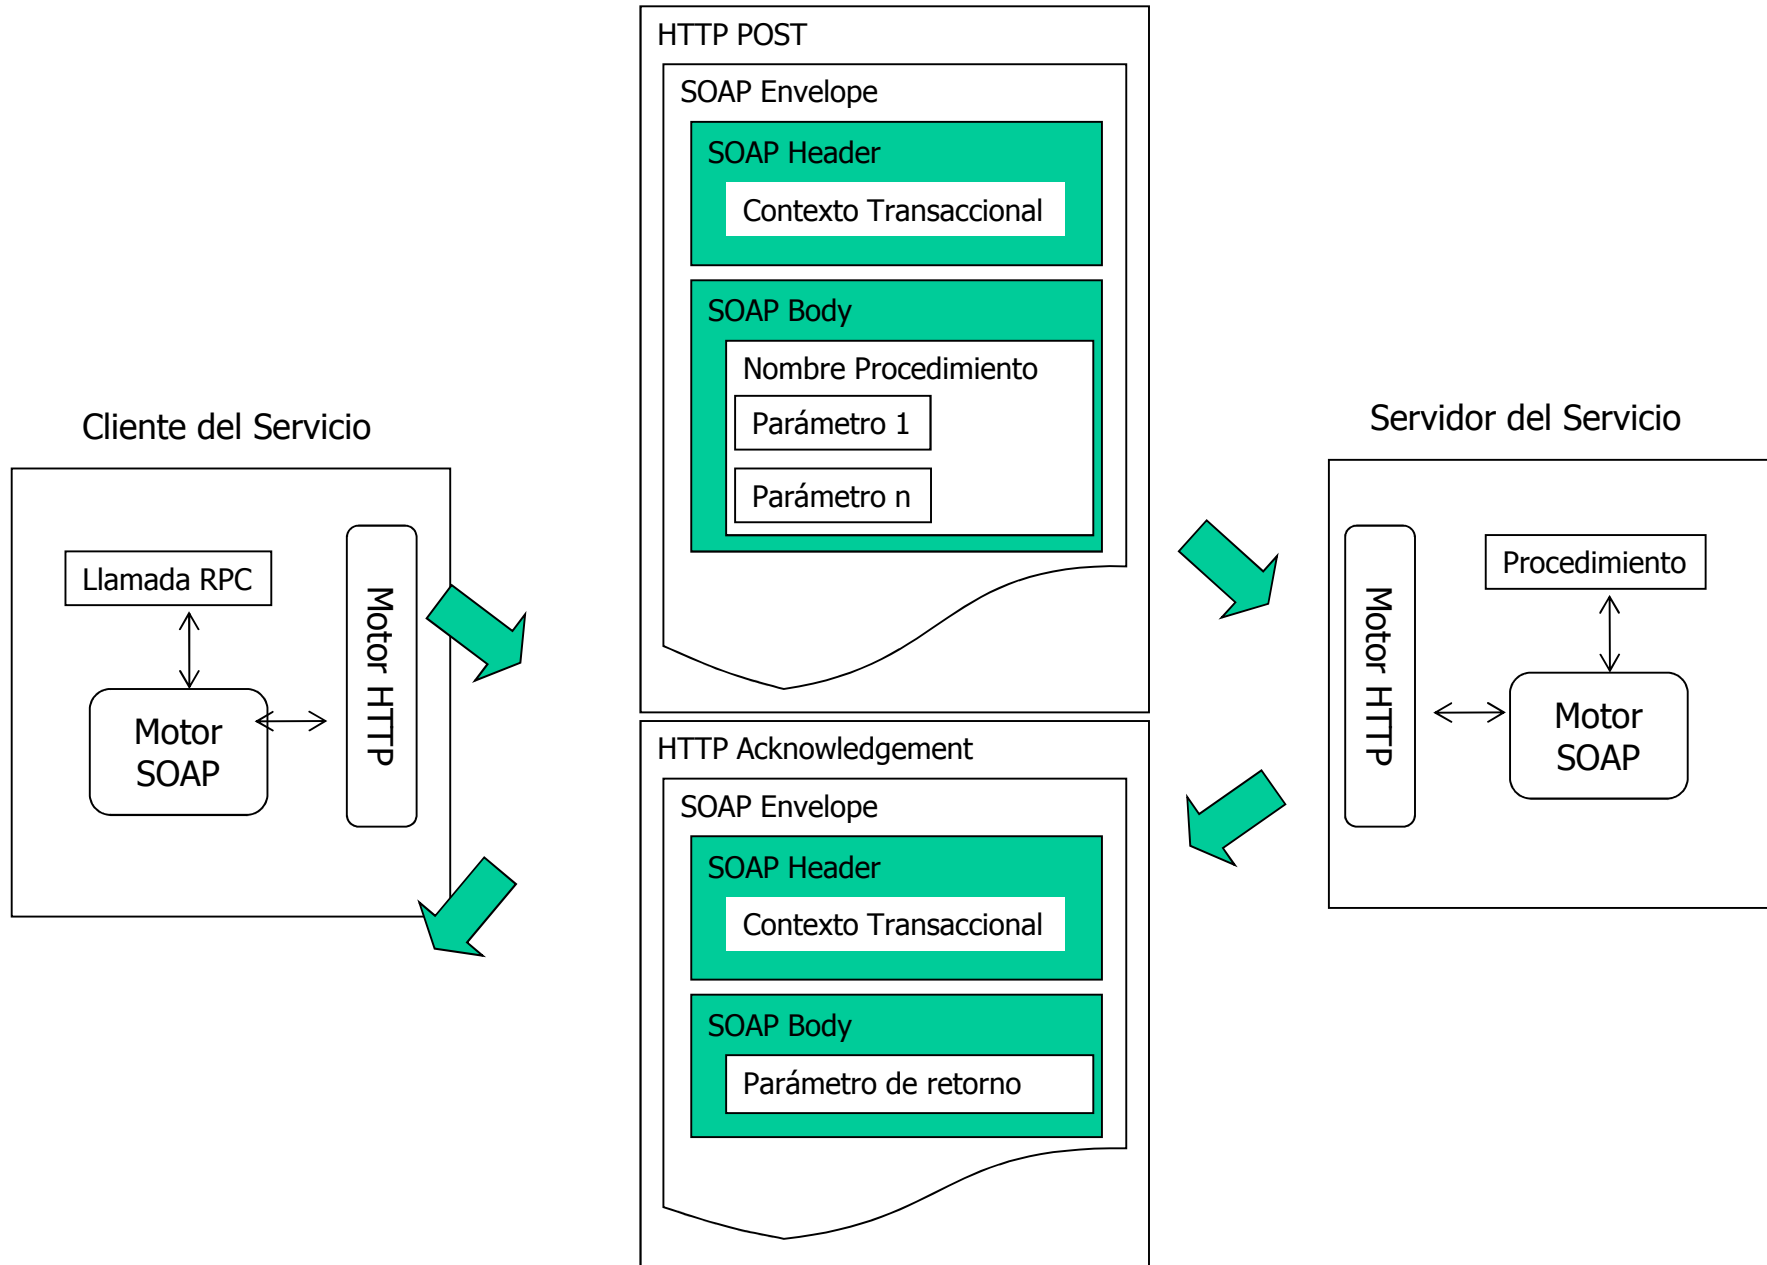 HTTP POST
SOAP Envelope
SOAP Header
Contexto Transaccional
SOAP Body
Nombre Procedimiento
Parámetro 1
Parámetro n
Cliente del Servicio
Llamada RPC
Motor
SOAP
Motor HTTP
Servidor del Servicio
Motor HTTP
Procedimiento
Motor
SOAP
HTTP Acknowledgement
SOAP Envelope
SOAP Header
Contexto Transaccional
SOAP Body
Parámetro de retorno